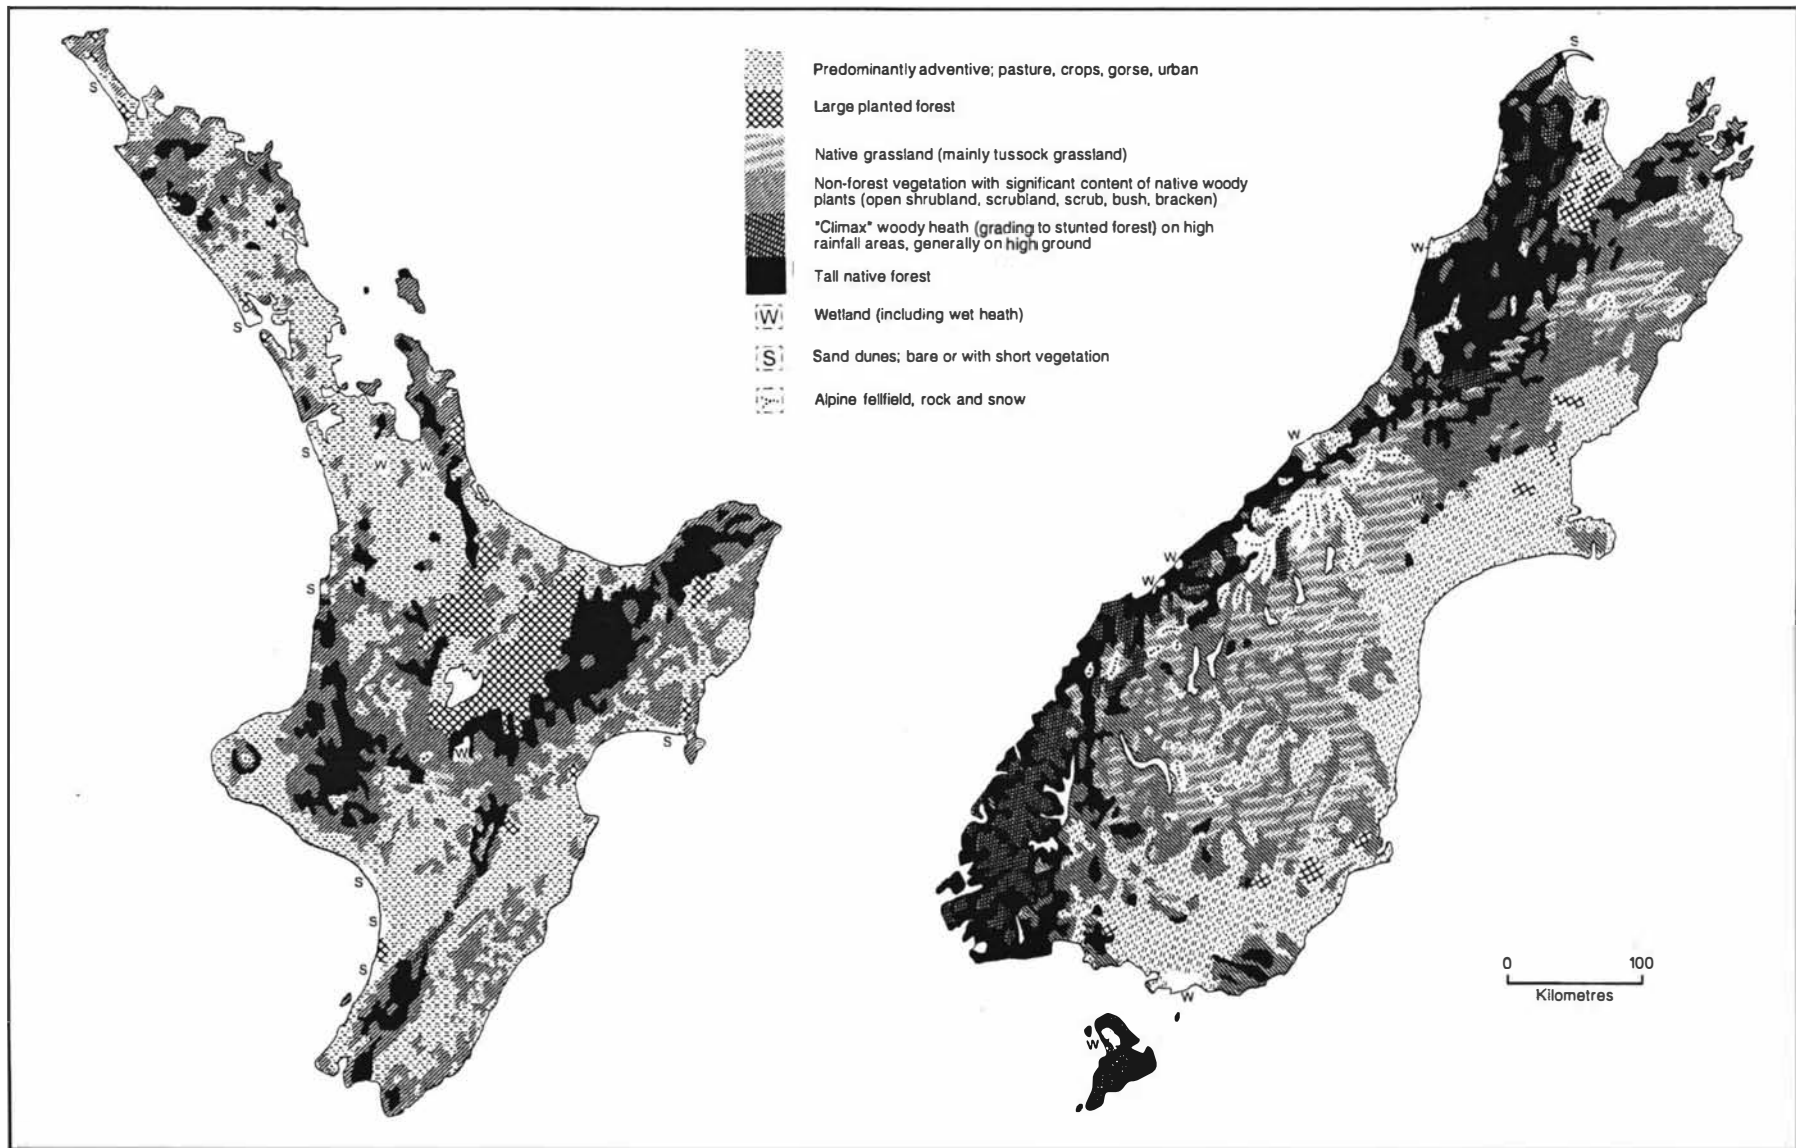 Predominantly adventive; pasture, crops, gorse, urban
Large planted forest
Native grassland (mainly tussock grassland)
Non-forest vegetation with significant content of native woody
plants (open shrubland, scrubland, scrub, bush, bracken)
"Climax" woody heath (grading to stunted forest) on high
rainfall areas, generally on high ground
Tall native forest
W Wetland (including wet heath)
S Sand dunes; bare or with short vegetation
Alpine fellfield, rock and snow
S
S
S
W W
S
W
S
S
S
S
S
W
W
W
W
W
W
W
0 100
Kilometres